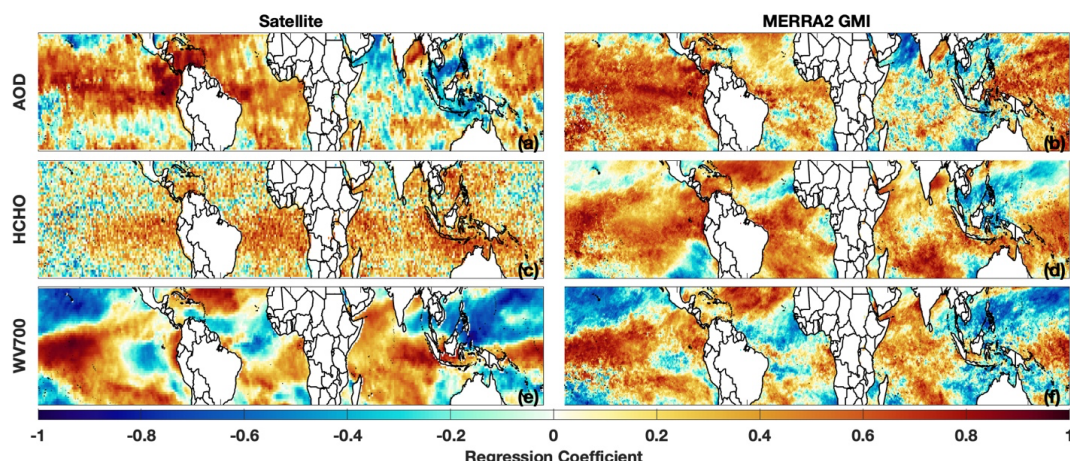 Satellite
MERRA2 GMI
AOD
(a)
(b)
HCHO
(c)
(d)
WV700
(e)
(f)
-1 -0.8 -0.6 -0.4 -0.2 0 0.2 0.4 0.6 0.8 1
Regression Coefficient